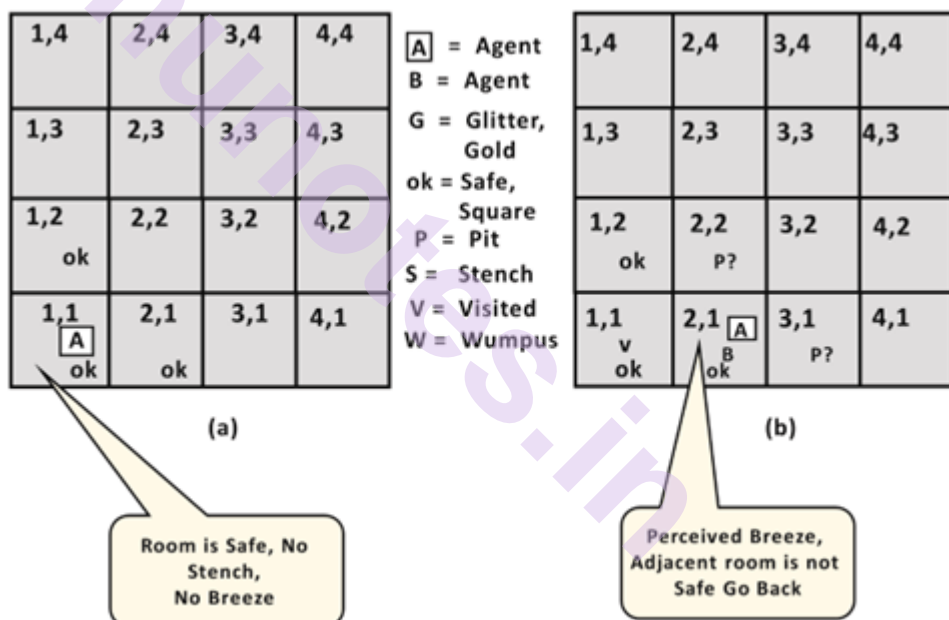 1,4 2,4 3,4 4,4
1,3 2,3 3,3 4,3
1,2 2,2 3,2 4,2
ok
1,1 2,1 3,1 4,1
A
ok ok
(a)
Room is Safe, No
Stench,
No Breeze
A = Agent
B = Agent
G = Glitter,
Gold
ok = Safe,
Square
P = Pit
S = Stench
V = Visited
W = Wumpus
1,4 2,4 3,4 4,4
1,3 2,3 3,3 4,3
1,2 2,2 3,2 4,2
ok P?
1,1 2,1 A 3,1 4,1
v B P?
ok ok
(b)
Perceived Breeze,
Adjacent room is not
Safe Go Back
munotes.in